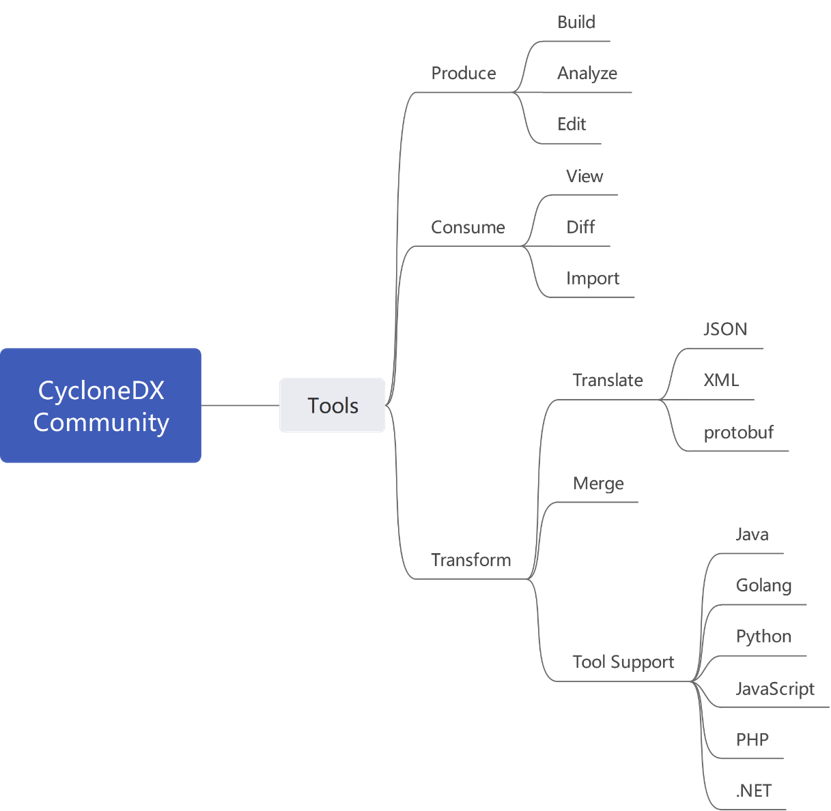 CycloneDX
Community
Tools
Produce
Build
Analyze
Edit
Consume
View
Diff
Import
Transform
Translate
JSON
XML
protobuf
Merge
Tool Support
Java
Golang
Python
JavaScript
PHP
.NET